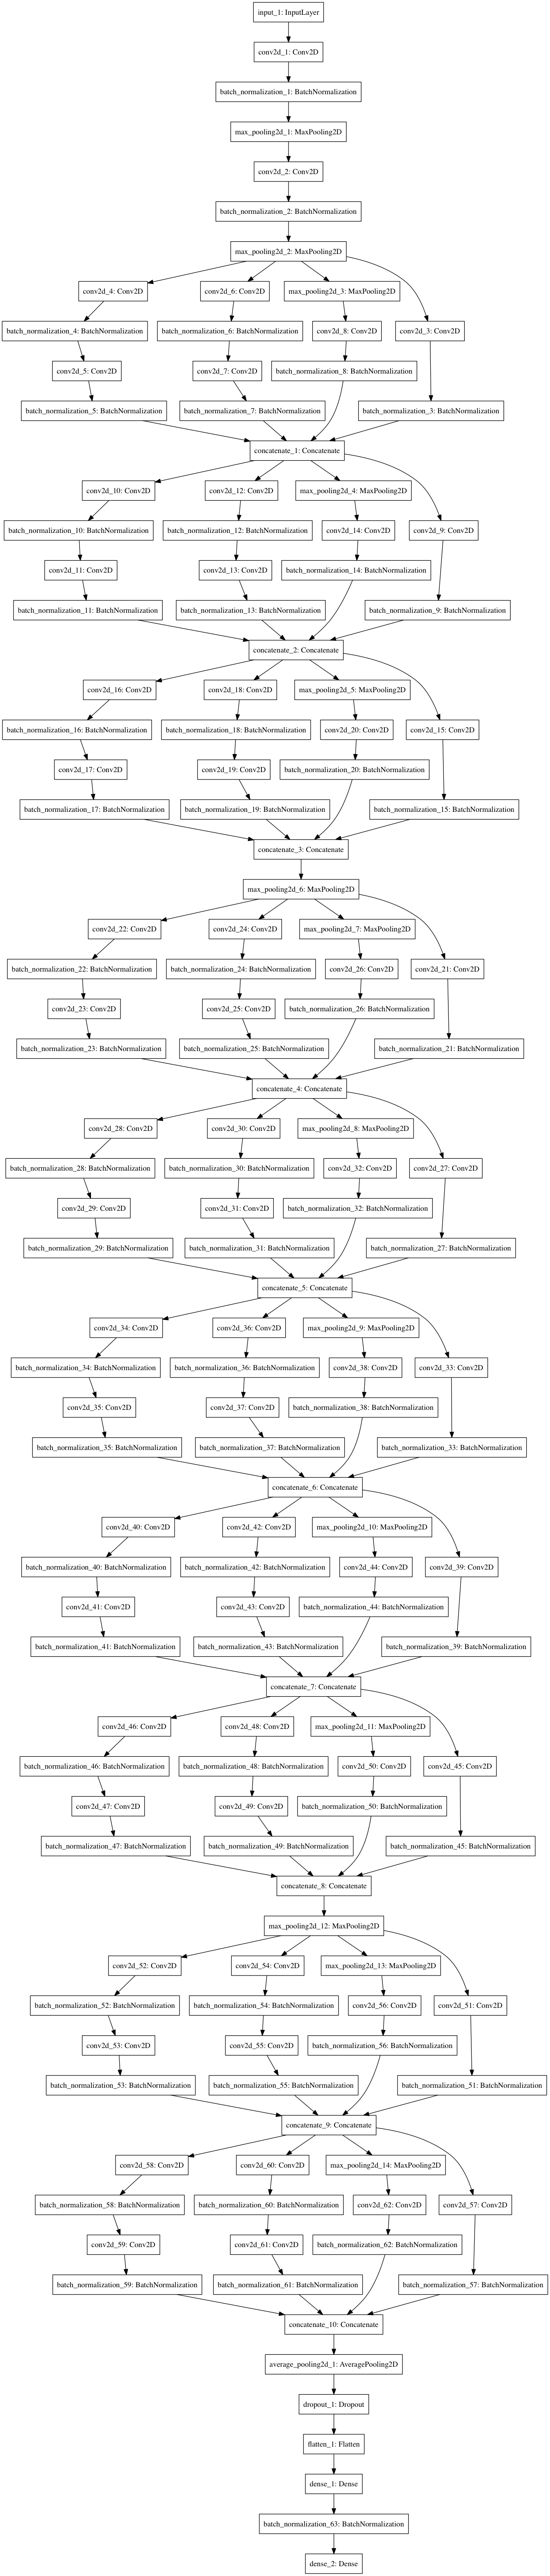 input_1: InputLayer
conv2d_1: Conv2D
batch_normalization_1: BatchNormalization
max_pooling2d_1: MaxPooling2D
conv2d_2: Conv2D
batch_normalization_2: BatchNormalization
max_pooling2d_2: MaxPooling2D
conv2d_4: Conv2D conv2d_6: Conv2D max_pooling2d_3: MaxPooling2D
batch_normalization_4: BatchNormalization batch_normalization_6: BatchNormalization conv2d_8: Conv2D conv2d_3: Conv2D
conv2d_5: Conv2D conv2d_7: Conv2D batch_normalization_8: BatchNormalization
batch_normalization_5: BatchNormalization batch_normalization_7: BatchNormalization batch_normalization_3: BatchNormalization
concatenate_1: Concatenate
conv2d_10: Conv2D conv2d_12: Conv2D max_pooling2d_4: MaxPooling2D
batch_normalization_10: BatchNormalization batch_normalization_12: BatchNormalization conv2d_14: Conv2D conv2d_9: Conv2D
conv2d_11: Conv2D conv2d_13: Conv2D batch_normalization_14: BatchNormalization
batch_normalization_11: BatchNormalization batch_normalization_13: BatchNormalization batch_normalization_9: BatchNormalization
concatenate_2: Concatenate
conv2d_16: Conv2D conv2d_18: Conv2D max_pooling2d_5: MaxPooling2D
batch_normalization_16: BatchNormalization batch_normalization_18: BatchNormalization conv2d_20: Conv2D conv2d_15: Conv2D
conv2d_17: Conv2D conv2d_19: Conv2D batch_normalization_20: BatchNormalization
batch_normalization_17: BatchNormalization batch_normalization_19: BatchNormalization batch_normalization_15: BatchNormalization
concatenate_3: Concatenate
max_pooling2d_6: MaxPooling2D
conv2d_22: Conv2D conv2d_24: Conv2D max_pooling2d_7: MaxPooling2D
batch_normalization_22: BatchNormalization batch_normalization_24: BatchNormalization conv2d_26: Conv2D conv2d_21: Conv2D
conv2d_23: Conv2D conv2d_25: Conv2D batch_normalization_26: BatchNormalization
batch_normalization_23: BatchNormalization batch_normalization_25: BatchNormalization batch_normalization_21: BatchNormalization
concatenate_4: Concatenate
conv2d_28: Conv2D conv2d_30: Conv2D max_pooling2d_8: MaxPooling2D
batch_normalization_28: BatchNormalization batch_normalization_30: BatchNormalization conv2d_32: Conv2D conv2d_27: Conv2D
conv2d_29: Conv2D conv2d_31: Conv2D batch_normalization_32: BatchNormalization
batch_normalization_29: BatchNormalization batch_normalization_31: BatchNormalization batch_normalization_27: BatchNormalization
concatenate_5: Concatenate
conv2d_34: Conv2D conv2d_36: Conv2D max_pooling2d_9: MaxPooling2D
batch_normalization_34: BatchNormalization batch_normalization_36: BatchNormalization conv2d_38: Conv2D conv2d_33: Conv2D
conv2d_35: Conv2D conv2d_37: Conv2D batch_normalization_38: BatchNormalization
batch_normalization_35: BatchNormalization batch_normalization_37: BatchNormalization batch_normalization_33: BatchNormalization
concatenate_6: Concatenate
conv2d_40: Conv2D conv2d_42: Conv2D max_pooling2d_10: MaxPooling2D
batch_normalization_40: BatchNormalization batch_normalization_42: BatchNormalization conv2d_44: Conv2D conv2d_39: Conv2D
conv2d_41: Conv2D conv2d_43: Conv2D batch_normalization_44: BatchNormalization
batch_normalization_41: BatchNormalization batch_normalization_43: BatchNormalization batch_normalization_39: BatchNormalization
concatenate_7: Concatenate
conv2d_46: Conv2D conv2d_48: Conv2D max_pooling2d_11: MaxPooling2D
batch_normalization_46: BatchNormalization batch_normalization_48: BatchNormalization conv2d_50: Conv2D conv2d_45: Conv2D
conv2d_47: Conv2D conv2d_49: Conv2D batch_normalization_50: BatchNormalization
batch_normalization_47: BatchNormalization batch_normalization_49: BatchNormalization batch_normalization_45: BatchNormalization
concatenate_8: Concatenate
max_pooling2d_12: MaxPooling2D
conv2d_52: Conv2D conv2d_54: Conv2D max_pooling2d_13: MaxPooling2D
batch_normalization_52: BatchNormalization batch_normalization_54: BatchNormalization conv2d_56: Conv2D conv2d_51: Conv2D
conv2d_53: Conv2D conv2d_55: Conv2D batch_normalization_56: BatchNormalization
batch_normalization_53: BatchNormalization batch_normalization_55: BatchNormalization batch_normalization_51: BatchNormalization
concatenate_9: Concatenate
conv2d_58: Conv2D conv2d_60: Conv2D max_pooling2d_14: MaxPooling2D
batch_normalization_58: BatchNormalization batch_normalization_60: BatchNormalization conv2d_62: Conv2D conv2d_57: Conv2D
conv2d_59: Conv2D conv2d_61: Conv2D batch_normalization_62: BatchNormalization
batch_normalization_59: BatchNormalization batch_normalization_61: BatchNormalization batch_normalization_57: BatchNormalization
concatenate_10: Concatenate
average_pooling2d_1: AveragePooling2D
dropout_1: Dropout
flatten_1: Flatten
dense_1: Dense
batch_normalization_63: BatchNormalization
dense_2: Dense